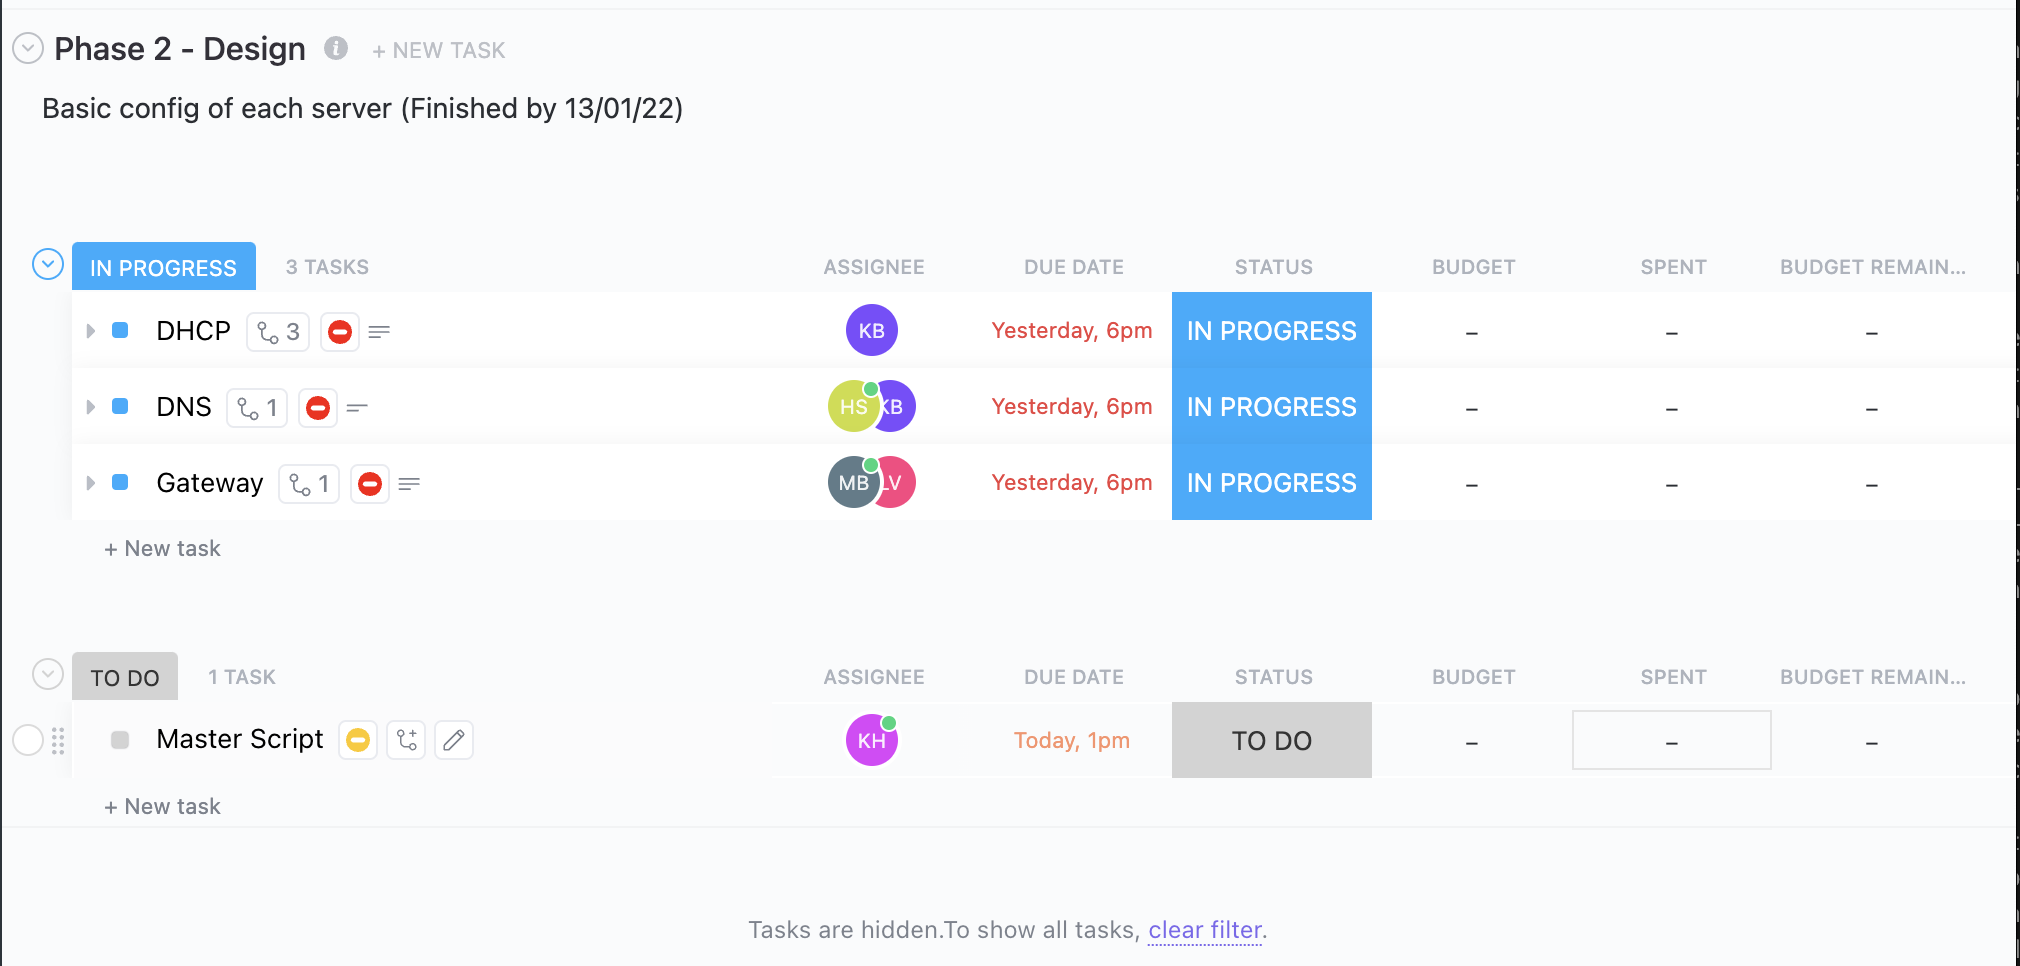 Phase 2 - Design + NEW TASK
Basic config of each server (Finished by 13/01/22)
IN PROGRESS 3 TASKS ASSIGNEE DUE DATE STATUS BUDGET SPENT BUDGET REMAIN...
DHCP 3 KB Yesterday, 6pm IN PROGRESS – – –
DNS 1 HS KB Yesterday, 6pm IN PROGRESS – – –
Gateway 1 MB LV Yesterday, 6pm IN PROGRESS – – –
+ New task
TO DO 1 TASK ASSIGNEE DUE DATE STATUS BUDGET SPENT BUDGET REMAIN...
Master Script KH Today, 1pm TO DO – – –
+ New task
Tasks are hidden.To show all tasks, clear filter.